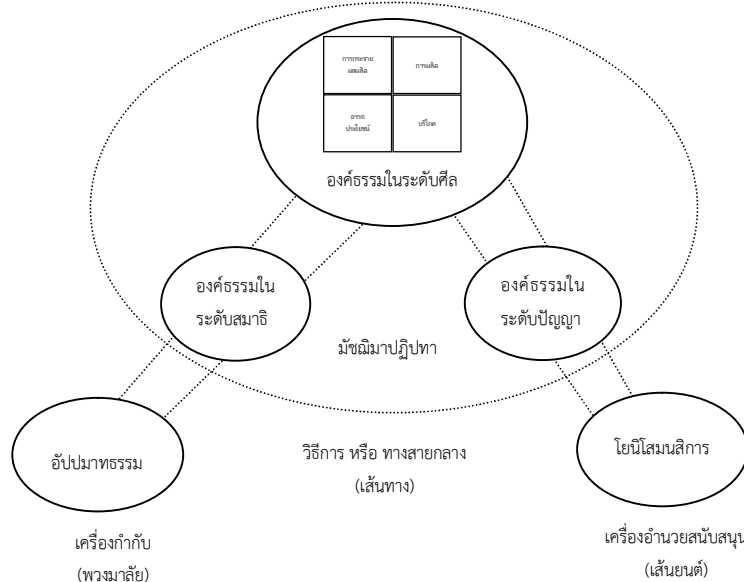 การกระจาย
ผลผลิต
การผลิต
อรรถ
ประโยชน์
บริโภค
องค์ธรรมในระดับศีล
องค์ธรรมใน
ระดับสมาธิ
องค์ธรรมใน
ระดับปัญญา
มัชฌิมาปฏิปทา
อัปปมาทธรรม
วิธีการ หรือ ทางสายกลาง
(เส้นทาง)
โยนิโสมนสิการ
เครื่องกำกับ
(พวงมาลัย)
เครื่องอำนวยสนับสนุน
(เส้นยนต์)